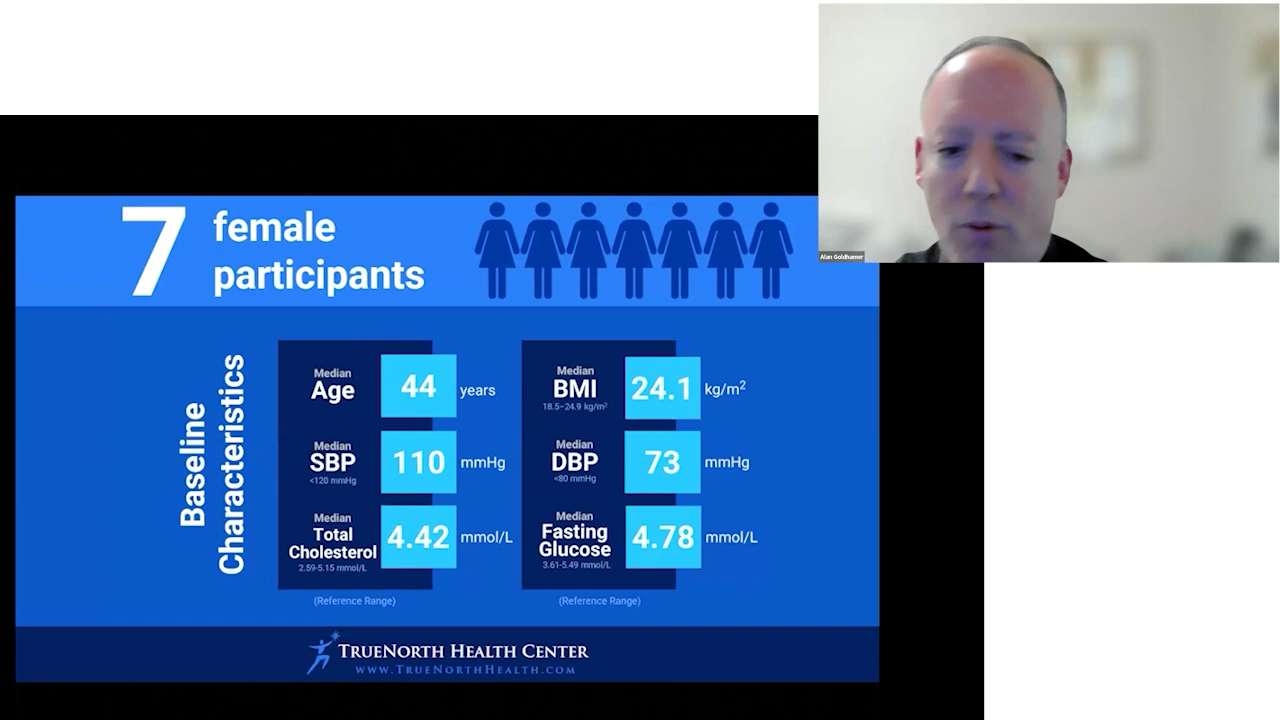 Alan Goldhamer
7
female
participants
Baseline
Characteristics
Median
Age
44
years
Median
BMI
18.5–24.9 kg/m²
24.1
kg/m²
Median
SBP
<120 mmHg
110
mmHg
Median
DBP
<80 mmHg
73
mmHg
Median
Total
Cholesterol
2.59-5.15 mmol/L
4.42
mmol/L
Median
Fasting
Glucose
3.61-5.49 mmol/L
4.78
mmol/L
(Reference Range)
(Reference Range)
TRUENORTH HEALTH CENTER
WWW.TRUENORTHHEALTH.COM